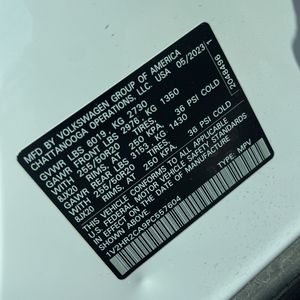 MFD BY VOLKSWAGEN GROUP OF AMERICA
CHATTANOOGA OPERATIONS, LLC. USA 05/2023
GVWR LBS 6019, KG 2730
GAWR FRONT LBS 2976 KG 1350
WITH 255/50R20 250 KPA 36 PSI COLD
8JX20 RIMS, AT
GAWR REAR LBS 3153 KG 1430
WITH 255/50R20 250 KPA 36 PSI COLD
8JX20 RIMS, AT
THIS VEHICLE CONFORMS TO ALL APPLICABLE
FEDERAL MOTOR VEHICLE SAFETY STANDARDS
IN EFFECT ON THE DATE OF MANUFACTURE
SHOWN ABOVE.
1V2HR2CA9PC557604 TYPE: MPV
2048496